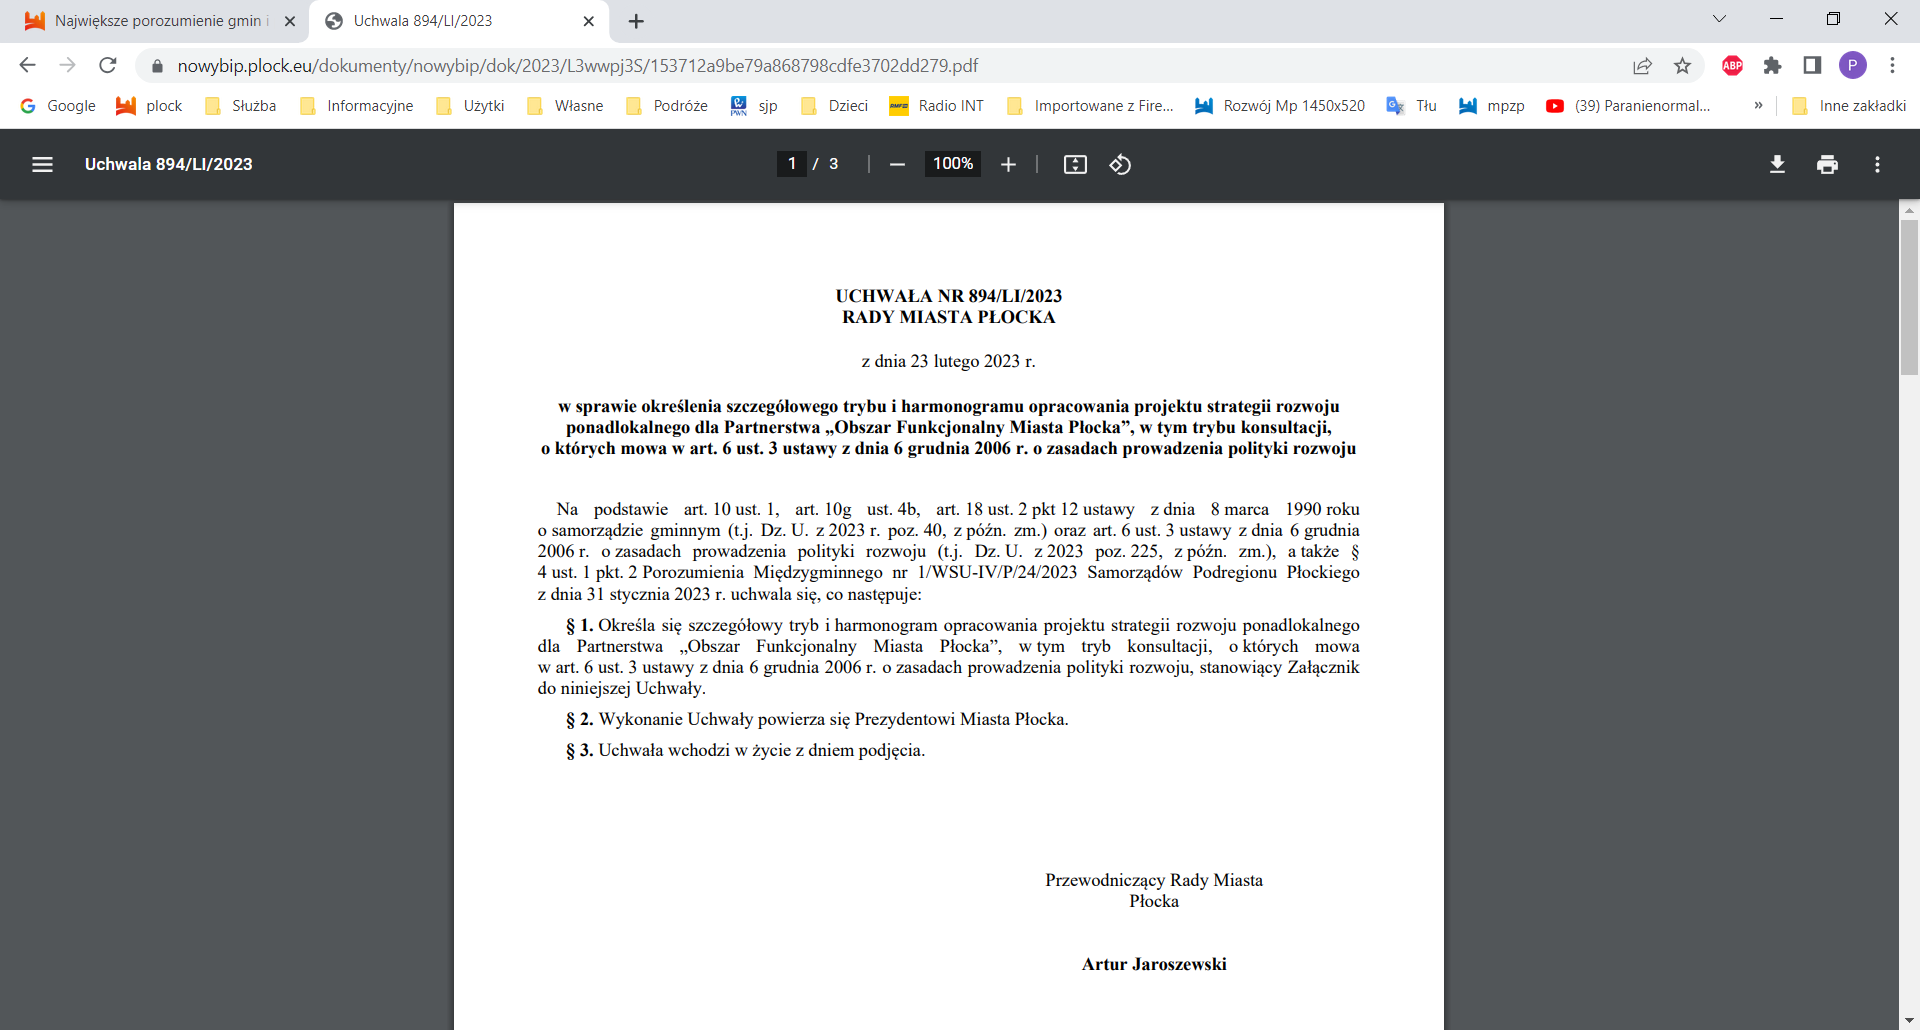 Największe porozumienie gmin i
Uchwala 894/LI/2023
nowybip.plock.eu/dokumenty/nowybip/dok/2023/L3wwpj3S/153712a9be79a868798cdfe3702dd279.pdf
ABP
P
Google
plock
Służba
Informacyjne
Użytki
Własne
Podróże
PWN
sjp
Dzieci
Radio INT
Importowane z Fire...
Rozwój Mp 1450x520
Tłu
mpzp
(39) Paranienormal...
»
Inne zakładki
Uchwala 894/LI/2023
1 / 3
100%
UCHWAŁA NR 894/LI/2023
RADY MIASTA PŁOCKA
z dnia 23 lutego 2023 r.
w sprawie określenia szczegółowego trybu i harmonogramu opracowania projektu strategii rozwoju
ponadlokalnego dla Partnerstwa „Obszar Funkcjonalny Miasta Płocka”, w tym trybu konsultacji,
o których mowa w art. 6 ust. 3 ustawy z dnia 6 grudnia 2006 r. o zasadach prowadzenia polityki rozwoju
Na podstawie art. 10 ust. 1, art. 10g ust. 4b, art. 18 ust. 2 pkt 12 ustawy z dnia 8 marca 1990 roku
o samorządzie gminnym (t.j. Dz. U. z 2023 r. poz. 40, z późn. zm.) oraz art. 6 ust. 3 ustawy z dnia 6 grudnia
2006 r. o zasadach prowadzenia polityki rozwoju (t.j. Dz. U. z 2023 poz. 225, z późn. zm.), a także §
4 ust. 1 pkt. 2 Porozumienia Międzygminnego nr 1/WSU-IV/P/24/2023 Samorządów Podregionu Płockiego
z dnia 31 stycznia 2023 r. uchwala się, co następuje:
§ 1. Określa się szczegółowy tryb i harmonogram opracowania projektu strategii rozwoju ponadlokalnego
dla Partnerstwa „Obszar Funkcjonalny Miasta Płocka”, w tym tryb konsultacji, o których mowa
w art. 6 ust. 3 ustawy z dnia 6 grudnia 2006 r. o zasadach prowadzenia polityki rozwoju, stanowiący Załącznik
do niniejszej Uchwały.
§ 2. Wykonanie Uchwały powierza się Prezydentowi Miasta Płocka.
§ 3. Uchwała wchodzi w życie z dniem podjęcia.
Przewodniczący Rady Miasta
Płocka
Artur Jaroszewski